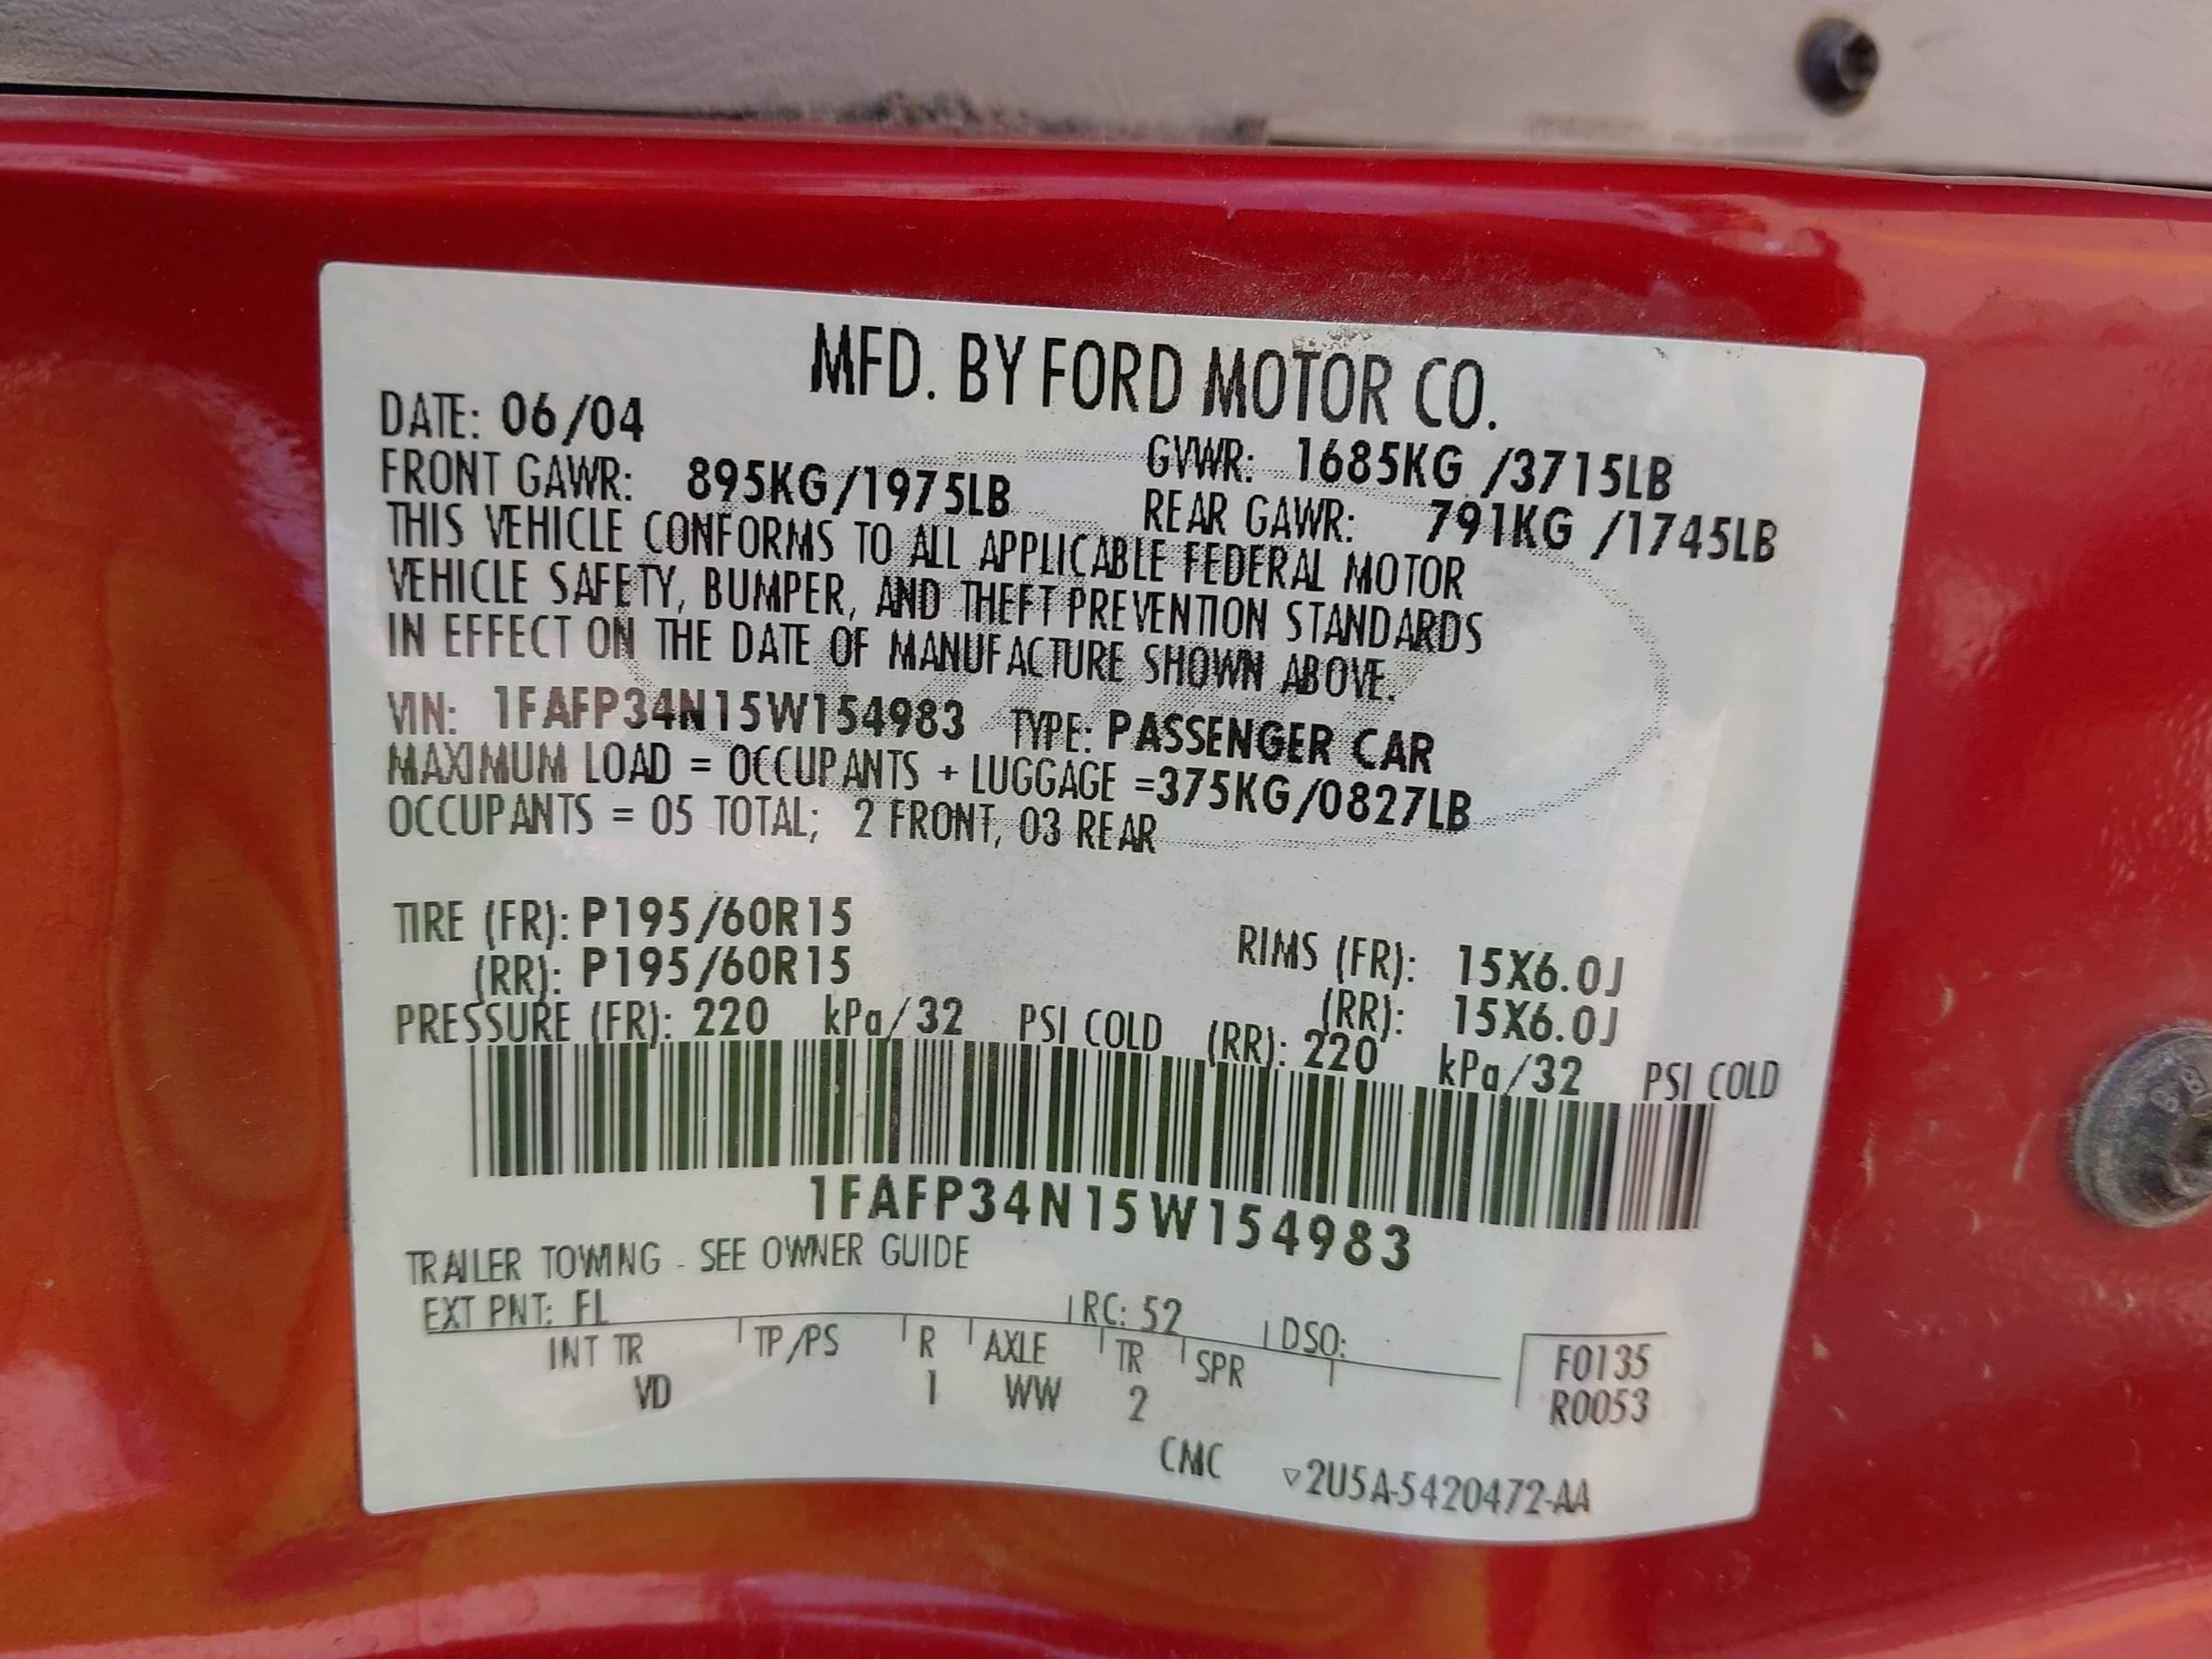 MFD. BY FORD MOTOR CO.
DATE: 06/04 GVWR: 1685KG /3715LB
FRONT GAWR: 895KG/1975LB REAR GAWR: 791KG /1745LB
THIS VEHICLE CONFORMS TO ALL APPLICABLE FEDERAL MOTOR
VEHICLE SAFETY, BUMPER, AND THEFT PREVENTION STANDARDS
IN EFFECT ON THE DATE OF MANUFACTURE SHOWN ABOVE.
VIN: 1FAFP34N15W154983 TYPE: PASSENGER CAR
MAXIMUM LOAD = OCCUPANTS + LUGGAGE =375KG/0827LB
OCCUPANTS = 05 TOTAL; 2 FRONT, 03 REAR
TIRE (FR): P195/60R15 RIMS (FR): 15X6.0J
(RR): P195/60R15 (RR): 15X6.0J
PRESSURE (FR): 220 kPa/32 PSI COLD (RR): 220 kPa/32 PSI COLD
1FAFP34N15W154983
TRAILER TOWING - SEE OWNER GUIDE
EXT PNT: FL RC: 52 DSO:
INT TR TP/PS R AXLE TR SPR F0135
VD 1 WW 2 R0053
CMC ▽2U5A-5420472-AA